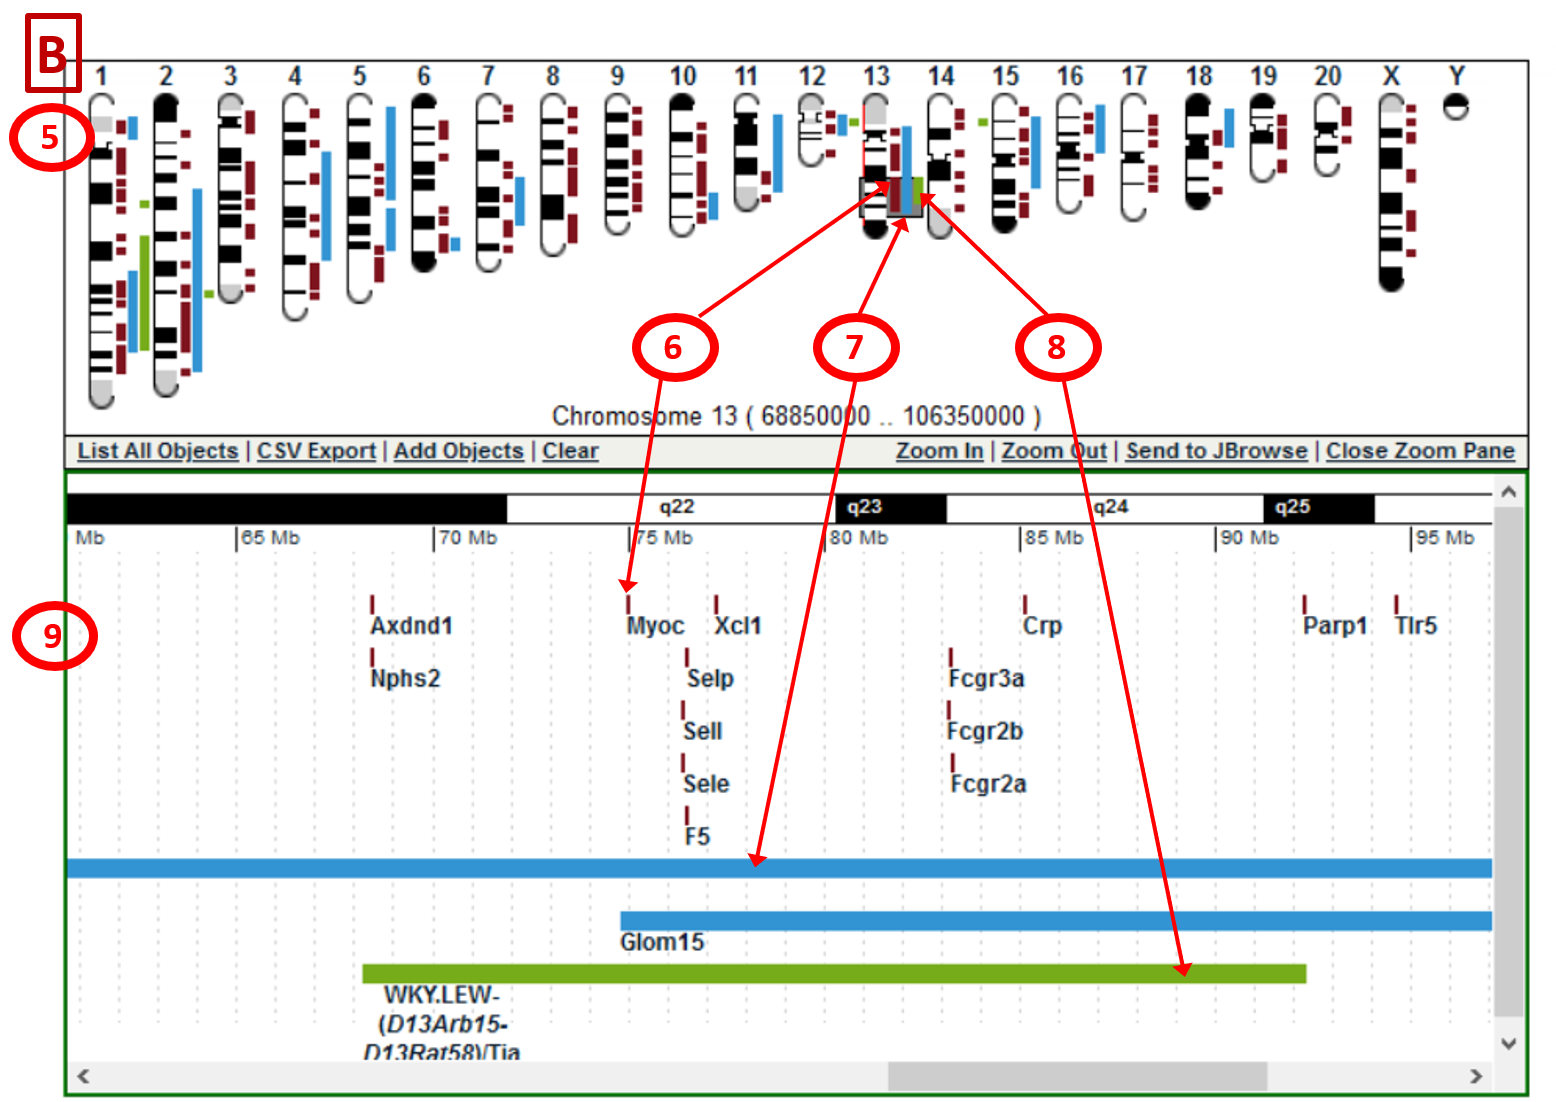 B
1 2 3 4 5 6 7 8 9 10 11 12 13 14 15 16 17 18 19 20 X Y
5
6 7 8
Chromosome 13 ( 68850000 .. 106350000 )
List All Objects | CSV Export | Add Objects | Clear Zoom In | Zoom Out | Send to JBrowse | Close Zoom Pane
q22 q23 q24 q25
Mb 65 Mb 70 Mb 75 Mb 80 Mb 85 Mb 90 Mb 95 Mb
9
Axdnd1 Myoc Xcl1 Crp Parp1 Tlr5
Nphs2 Selp Fcgr3a
Sell Fcgr2b
Sele Fcgr2a
F5
Glom15
WKY.LEW-
(D13Arb15-
D13Rat58)/Tia